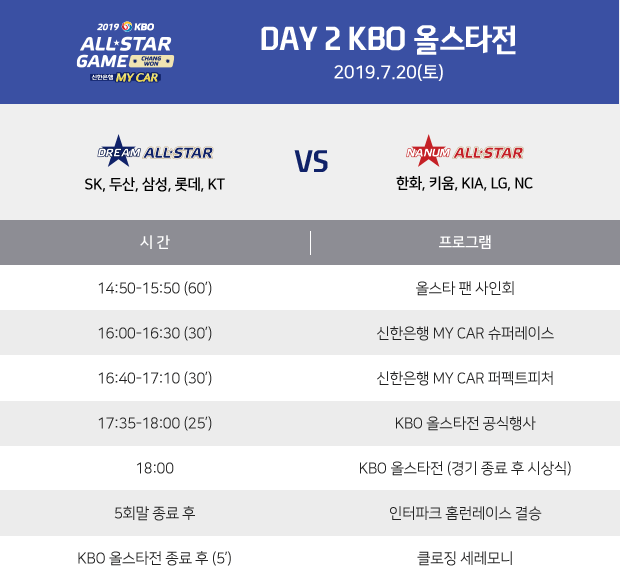 2019 KBO
ALL★STAR
GAME CHANG WON
신한은행 MY CAR
DAY 2 KBO 올스타전
2019.7.20(토)
DREAM ALL★STAR
SK, 두산, 삼성, 롯데, KT
VS
NANUM ALL★STAR
한화, 키움, KIA, LG, NC
시 간 프로그램
14:50-15:50 (60') 올스타 팬 사인회
16:00-16:30 (30') 신한은행 MY CAR 슈퍼레이스
16:40-17:10 (30') 신한은행 MY CAR 퍼펙트피처
17:35-18:00 (25') KBO 올스타전 공식행사
18:00 KBO 올스타전 (경기 종료 후 시상식)
5회말 종료 후 인터파크 홈런레이스 결승
KBO 올스타전 종료 후 (5') 클로징 세레모니